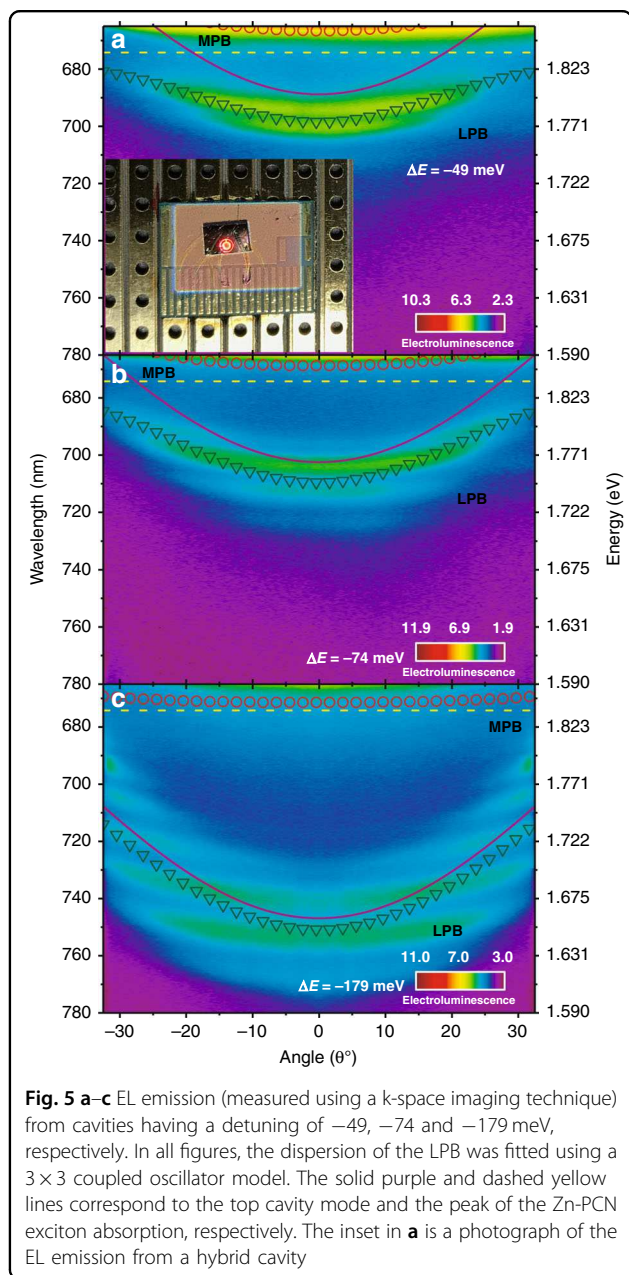 a
MPB
680
700
720
740
760
780
1.823
1.771
1.722
1.675
1.631
1.590
LPB
ΔE = −49 meV
10.3 6.3 2.3
Electroluminescence
b
MPB
680
700
720
740
760
780
1.823
1.771
1.722
1.675
1.631
1.590
LPB
Wavelength (nm)
Energy (eV)
11.9 6.9 1.9
ΔE = −74 meV
Electroluminescence
c
MPB
680
700
720
740
760
780
1.823
1.771
1.722
1.675
1.631
1.590
LPB
11.0 7.0 3.0
ΔE = −179 meV
Electroluminescence
−30 −20 −10 0 10 20 30
Angle (θ°)
Fig. 5 a–c EL emission (measured using a k-space imaging technique)
from cavities having a detuning of −49, −74 and −179 meV,
respectively. In all figures, the dispersion of the LPB was fitted using a
3 × 3 coupled oscillator model. The solid purple and dashed yellow
lines correspond to the top cavity mode and the peak of the Zn-PCN
exciton absorption, respectively. The inset in a is a photograph of the
EL emission from a hybrid cavity